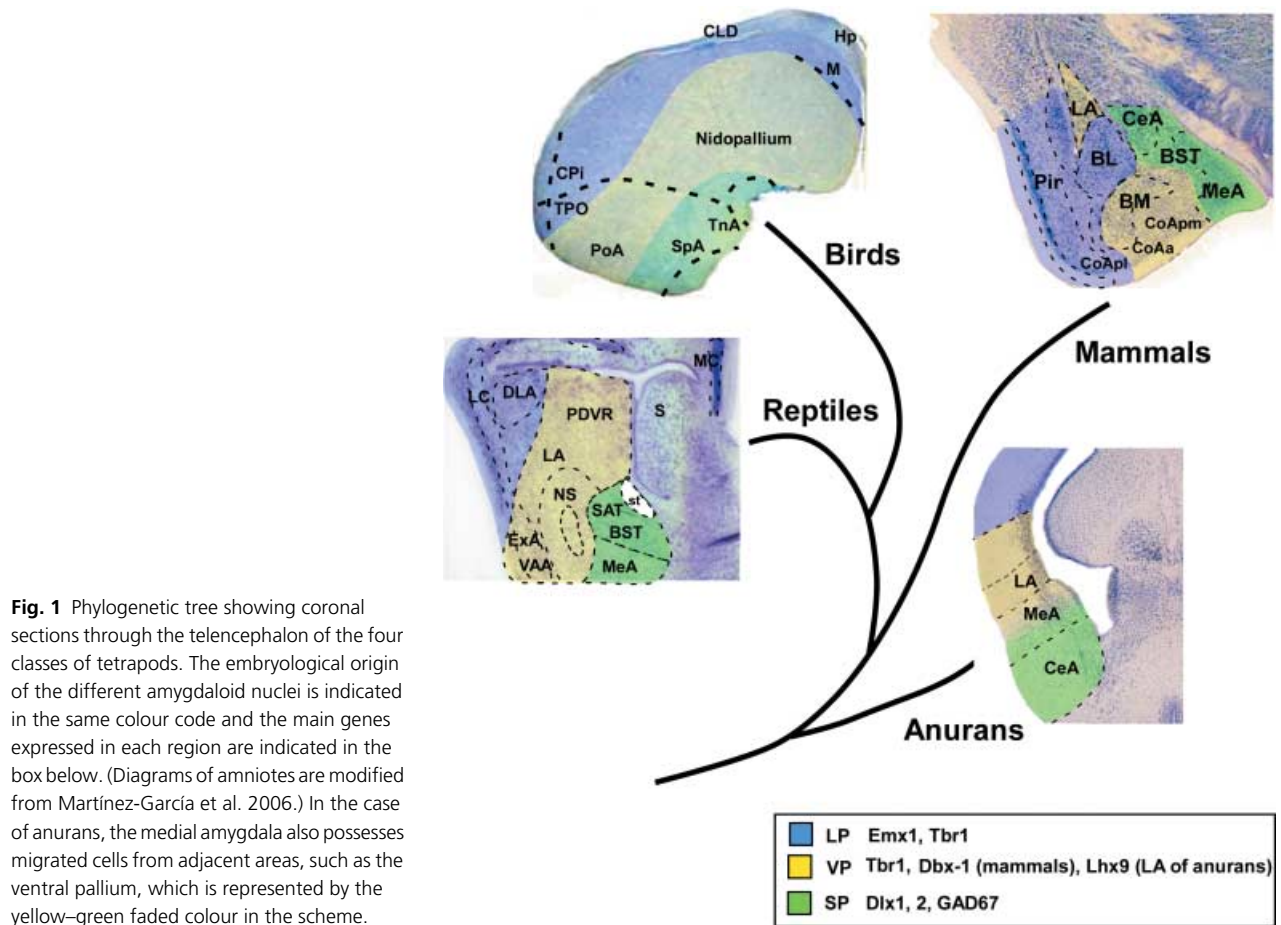 CLD
Hp
M
Nidopallium
CPi
TPO
TnA
PoA
SpA
Birds
LA
CeA
BL
BST
Pir
MeA
BM
CoApm
CoAa
CoApl
Mammals
MC
LC
DLA
PDVR
S
LA
NS
st
SAT
BST
ExA
VAA
MeA
Reptiles
LA
MeA
CeA
Anurans
Fig. 1 Phylogenetic tree showing coronal
sections through the telencephalon of the four
classes of tetrapods. The embryological origin
of the different amygdaloid nuclei is indicated
in the same colour code and the main genes
expressed in each region are indicated in the
box below. (Diagrams of amniotes are modified
from Martínez-García et al. 2006.) In the case
of anurans, the medial amygdala also possesses
migrated cells from adjacent areas, such as the
ventral pallium, which is represented by the
yellow–green faded colour in the scheme.
LP Emx1, Tbr1
VP Tbr1, Dbx-1 (mammals), Lhx9 (LA of anurans)
SP Dlx1, 2, GAD67